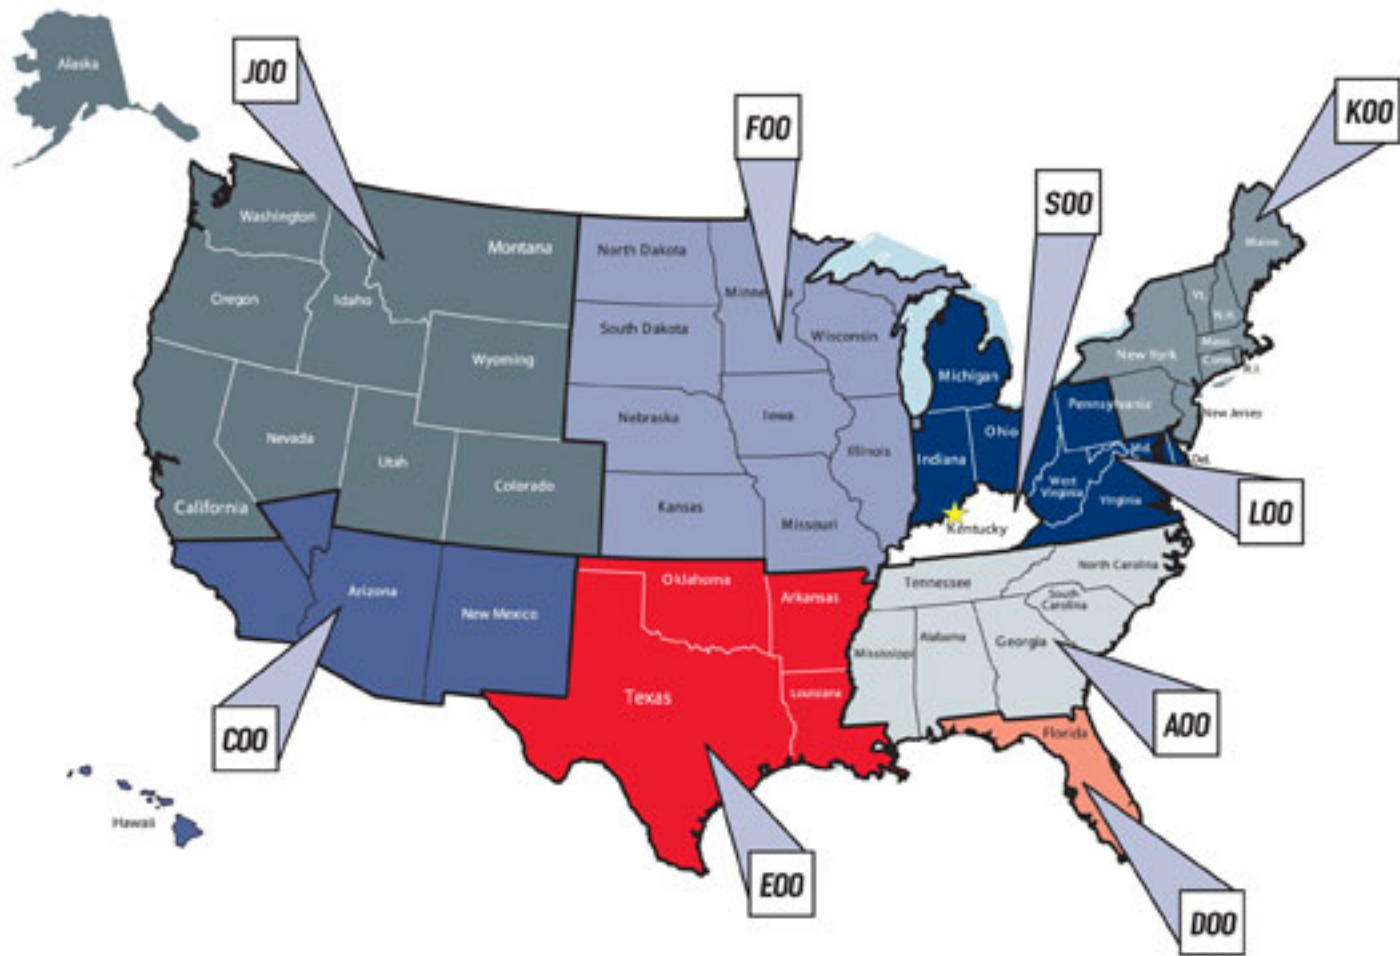 Alaska
J00
F00
K00
S00
Washington
Montana
North Dakota
Maine
Oregon
Idaho
Minnesota
Vt.
N.H.
South Dakota
Wisconsin
Wyoming
New York
Mass.
Conn.
R.I.
Michigan
Nebraska
Iowa
Pennsylvania
New Jersey
Nevada
Utah
Illinois
Indiana
Ohio
Md.
Del.
Colorado
West
Virginia
Virginia
California
Kansas
Missouri
Kentucky
L00
Arizona
New Mexico
Oklahoma
Arkansas
Tennessee
North Carolina
South
Carolina
Mississippi
Alabama
Georgia
Texas
Louisiana
C00
A00
Florida
Hawaii
E00
D00